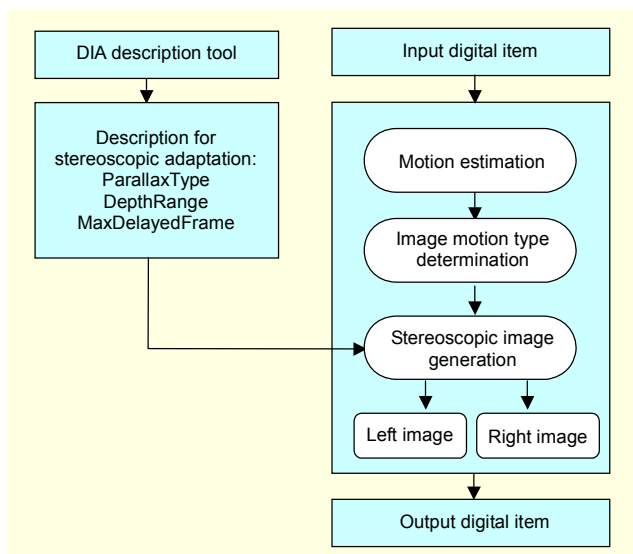 DIA description tool
Input digital item
Description for
stereoscopic adaptation:
ParallaxType
DepthRange
MaxDelayedFrame
Motion estimation
Image motion type
determination
Stereoscopic image
generation
Left image
Right image
Output digital item